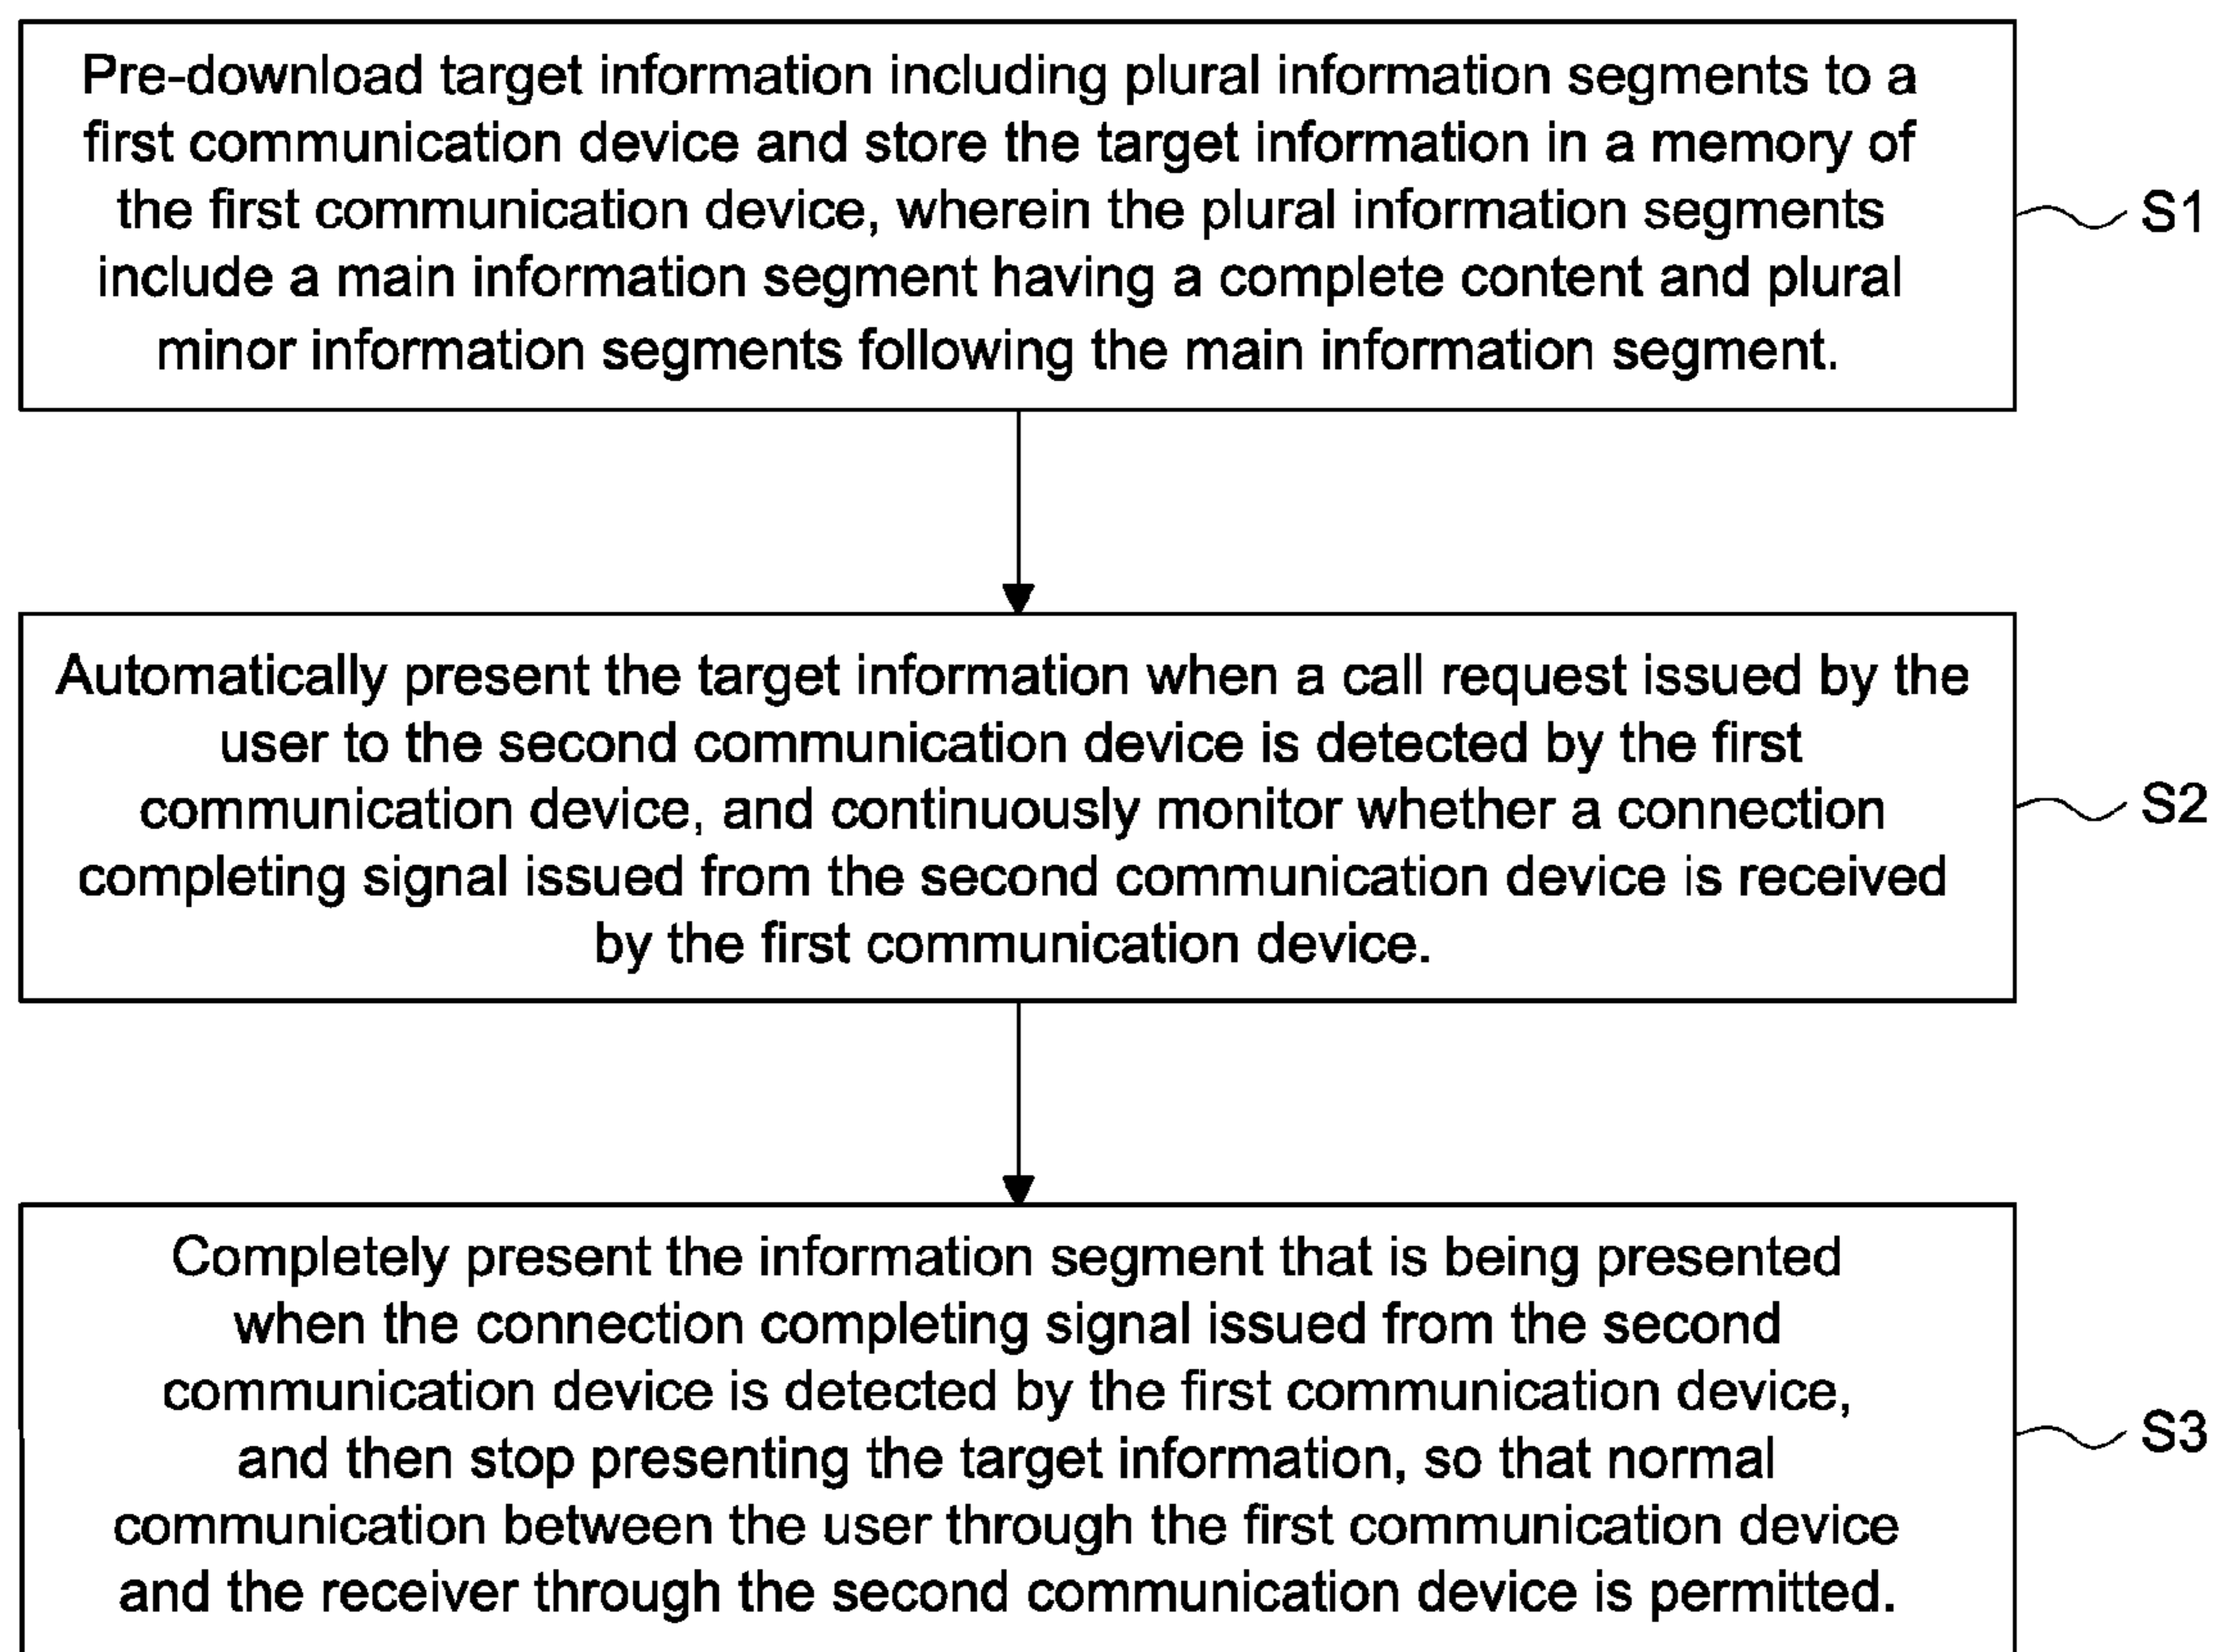 Pre-download target information including plural information segments to a
first communication device and store the target information in a memory of
the first communication device, wherein the plural information segments
include a main information segment having a complete content and plural
minor information segments following the main information segment.
S1
Automatically present the target information when a call request issued by the
user to the second communication device is detected by the first
communication device, and continuously monitor whether a connection
completing signal issued from the second communication device is received
by the first communication device.
S2
Completely present the information segment that is being presented
when the connection completing signal issued from the second
communication device is detected by the first communication device,
and then stop presenting the target information, so that normal
communication between the user through the first communication device
and the receiver through the second communication device is permitted.
S3